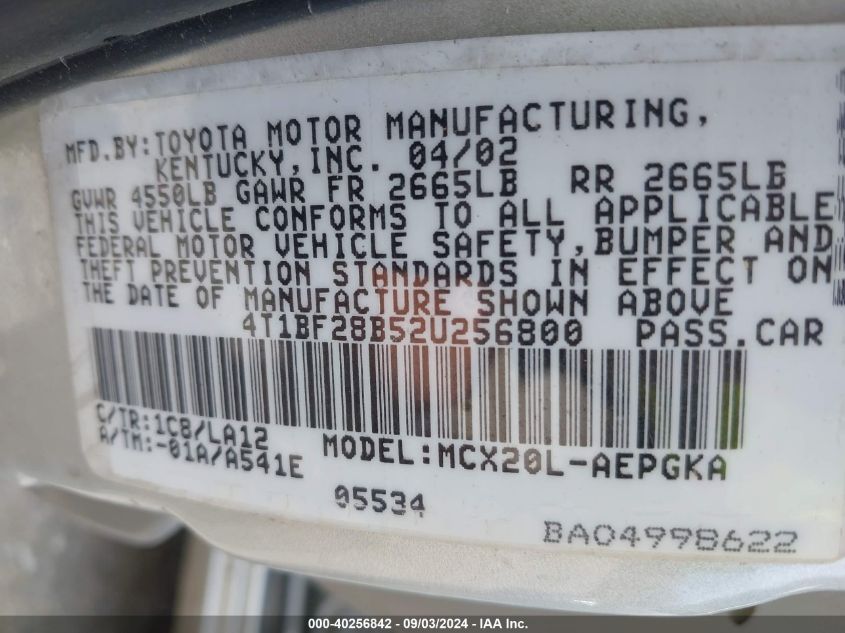 MFD.BY:TOYOTA MOTOR MANUFACTURING,
KENTUCKY,INC. 04/02
GVWR 4550LB GAWR FR 2665LB RR 2665LB
THIS VEHICLE CONFORMS TO ALL APPLICABLE
FEDERAL MOTOR VEHICLE SAFETY,BUMPER AND
THEFT PREVENTION STANDARDS IN EFFECT ON
THE DATE OF MANUFACTURE SHOWN ABOVE
4T1BF28B52U256800 PASS.CAR
C/TR:1C8/LA12
A/TM:-01A/A541E MODEL:MCX20L-AEPGKA
05534
BA04998622
000-40256842 - 09/03/2024 - IAA Inc.